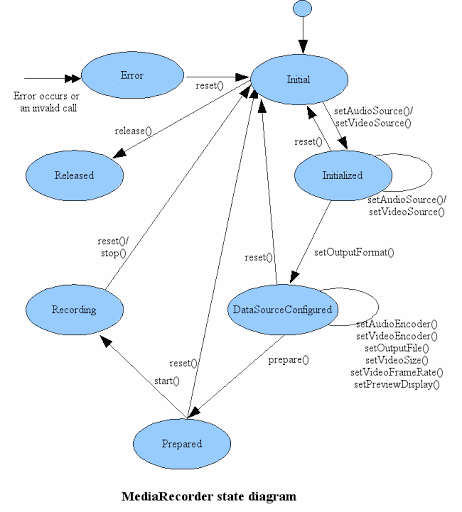 Error
Initial
reset()
Error occurs or
an invalid call
setAudioSource()/
setVideoSource()
release()
reset()
Released
Initialized
setAudioSource()/
setVideoSource()
reset()/
stop()
setOutputFormat()
reset()
Recording
DataSourceConfigured
setAudioEncoder()
setVideoEncoder()
setOutputFile()
setVideoSize()
setVideoFrameRate()
setPreviewDisplay()
reset()
prepare()
start()
Prepared
MediaRecorder state diagram